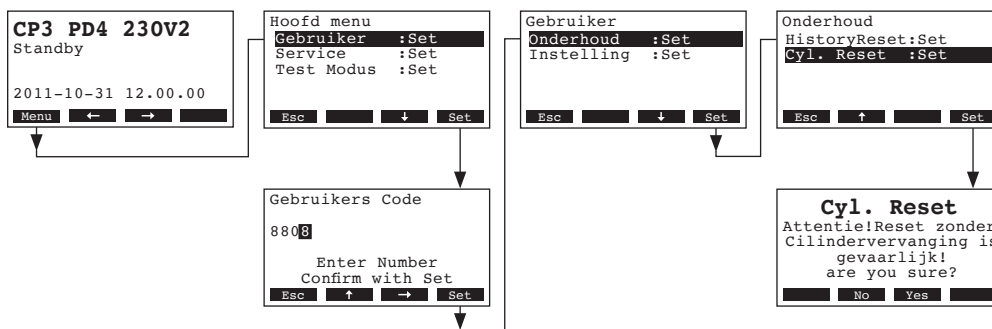 CP3 PD4 230V2
Standby
2011-10-31 12.00.00
Menu ← →
Hoofd menu
Gebruiker :Set
Service :Set
Test Modus :Set
Esc ↓ Set
Gebruikers Code
8808
Enter Number
Confirm with Set
Esc ↑ → Set
Gebruiker
Onderhoud :Set
Instelling :Set
Esc ↓ Set
Onderhoud
HistoryReset:Set
Cyl. Reset :Set
Esc ↑ Set
Cyl. Reset
Attentie!Reset zonder
Cilindervervanging is
gevaarlijk!
are you sure?
No Yes